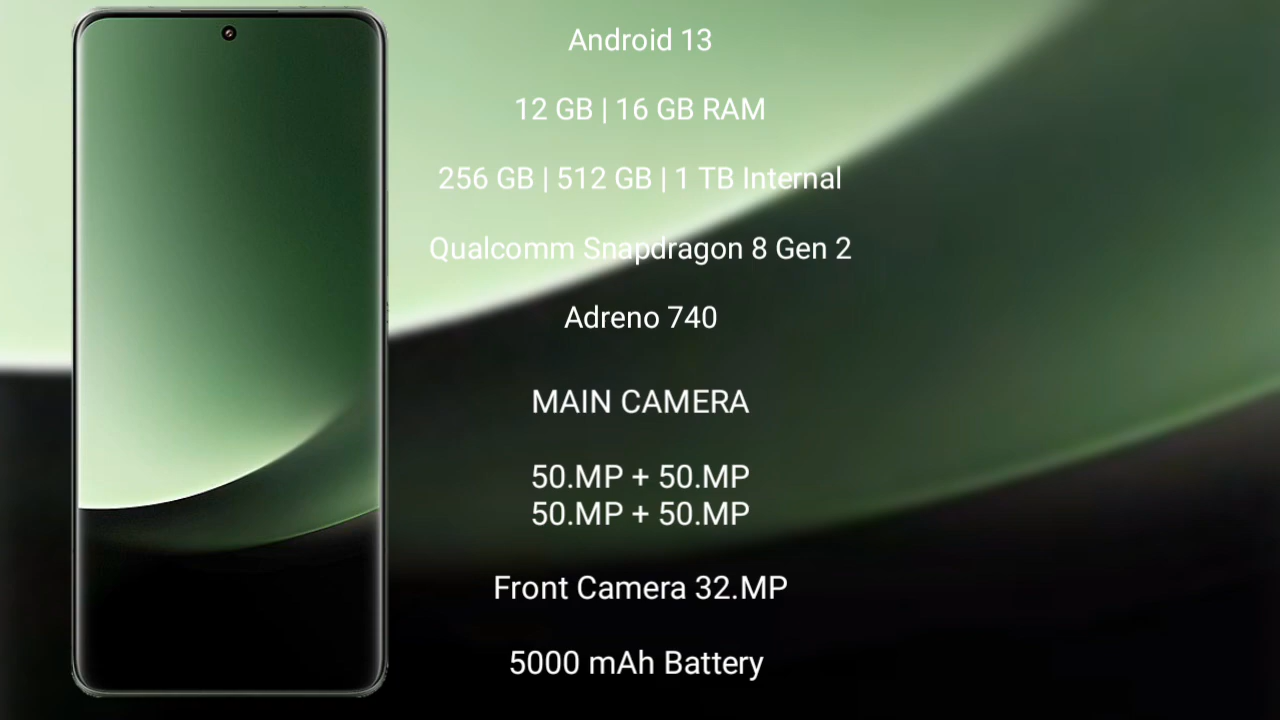 Android 13
12 GB | 16 GB RAM
256 GB | 512 GB | 1 TB Internal
Qualcomm Snapdragon 8 Gen 2
Adreno 740
MAIN CAMERA
50.MP + 50.MP
50.MP + 50.MP
Front Camera 32.MP
5000 mAh Battery